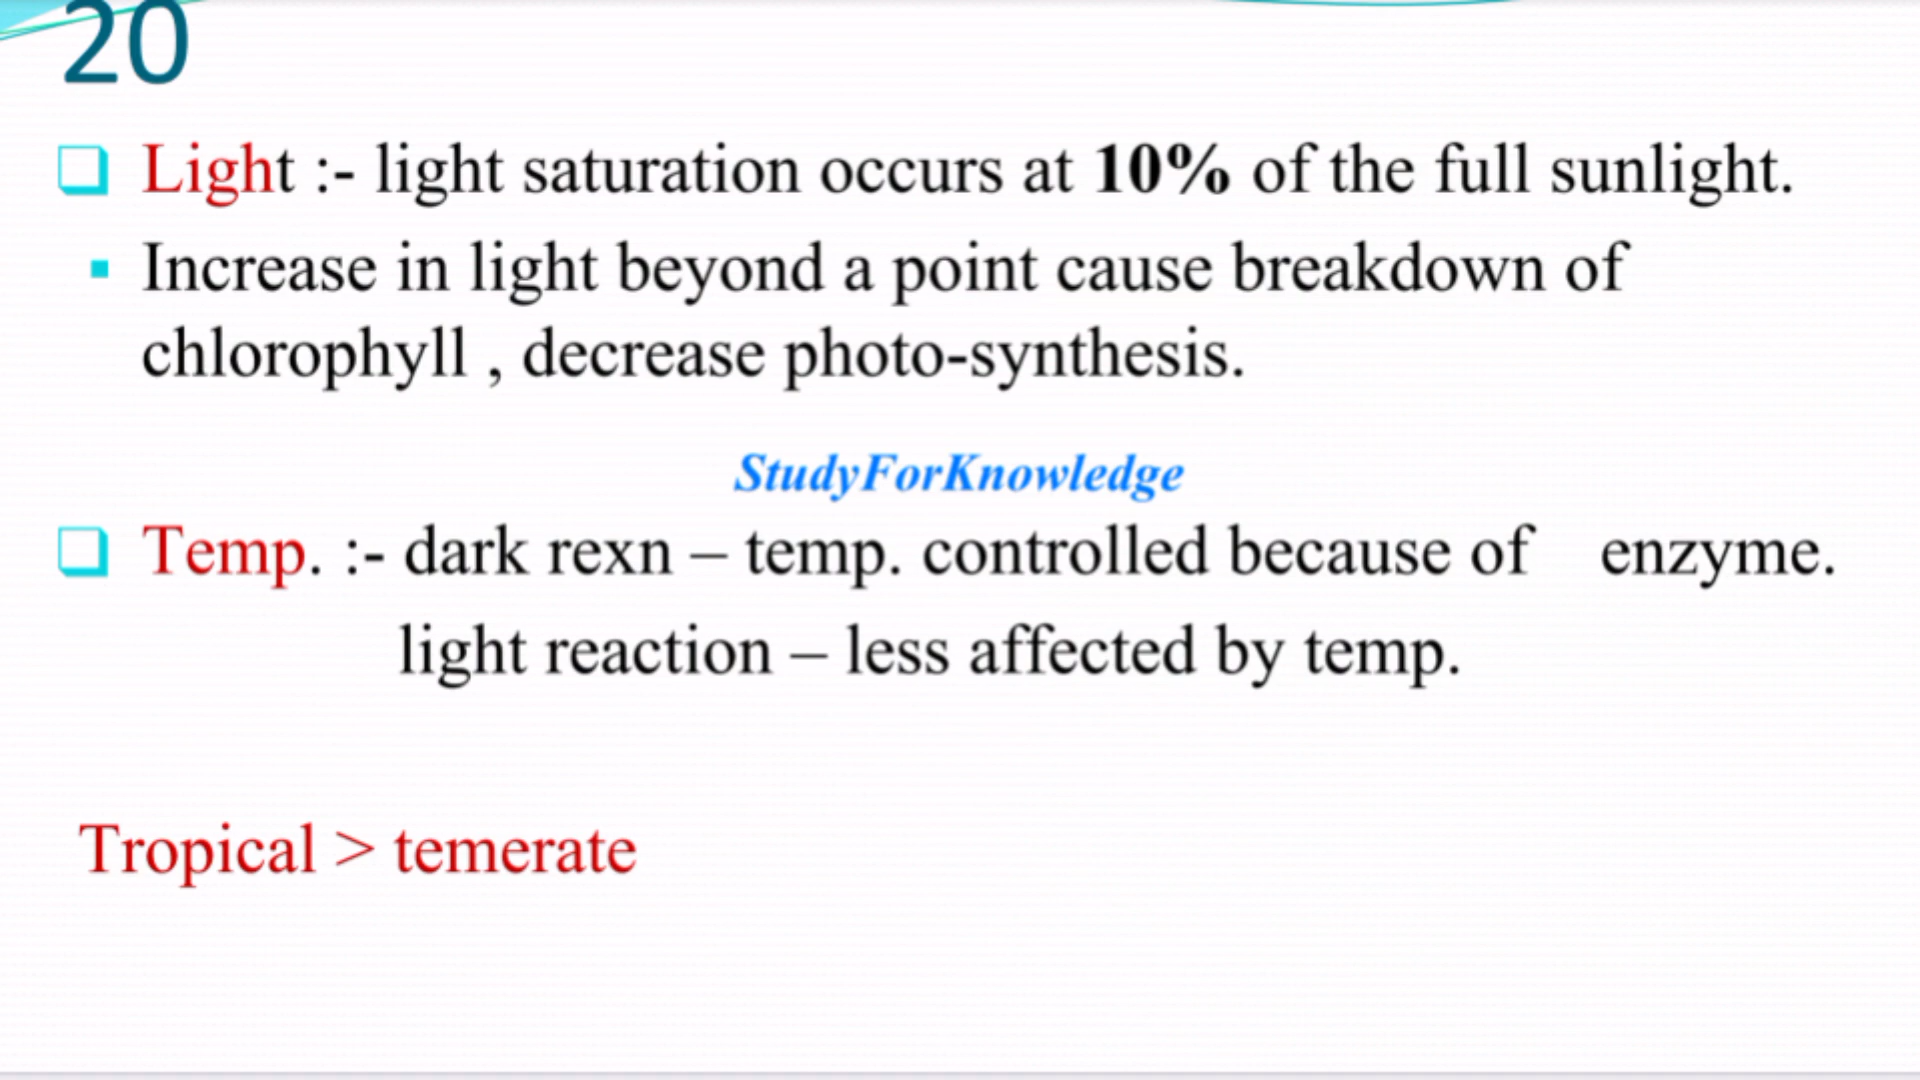 20
Light :- light saturation occurs at 10% of the full sunlight.
Increase in light beyond a point cause breakdown of
chlorophyll , decrease photo-synthesis.
StudyForKnowledge
Temp. :- dark rexn – temp. controlled because of enzyme.
light reaction – less affected by temp.
Tropical > temerate